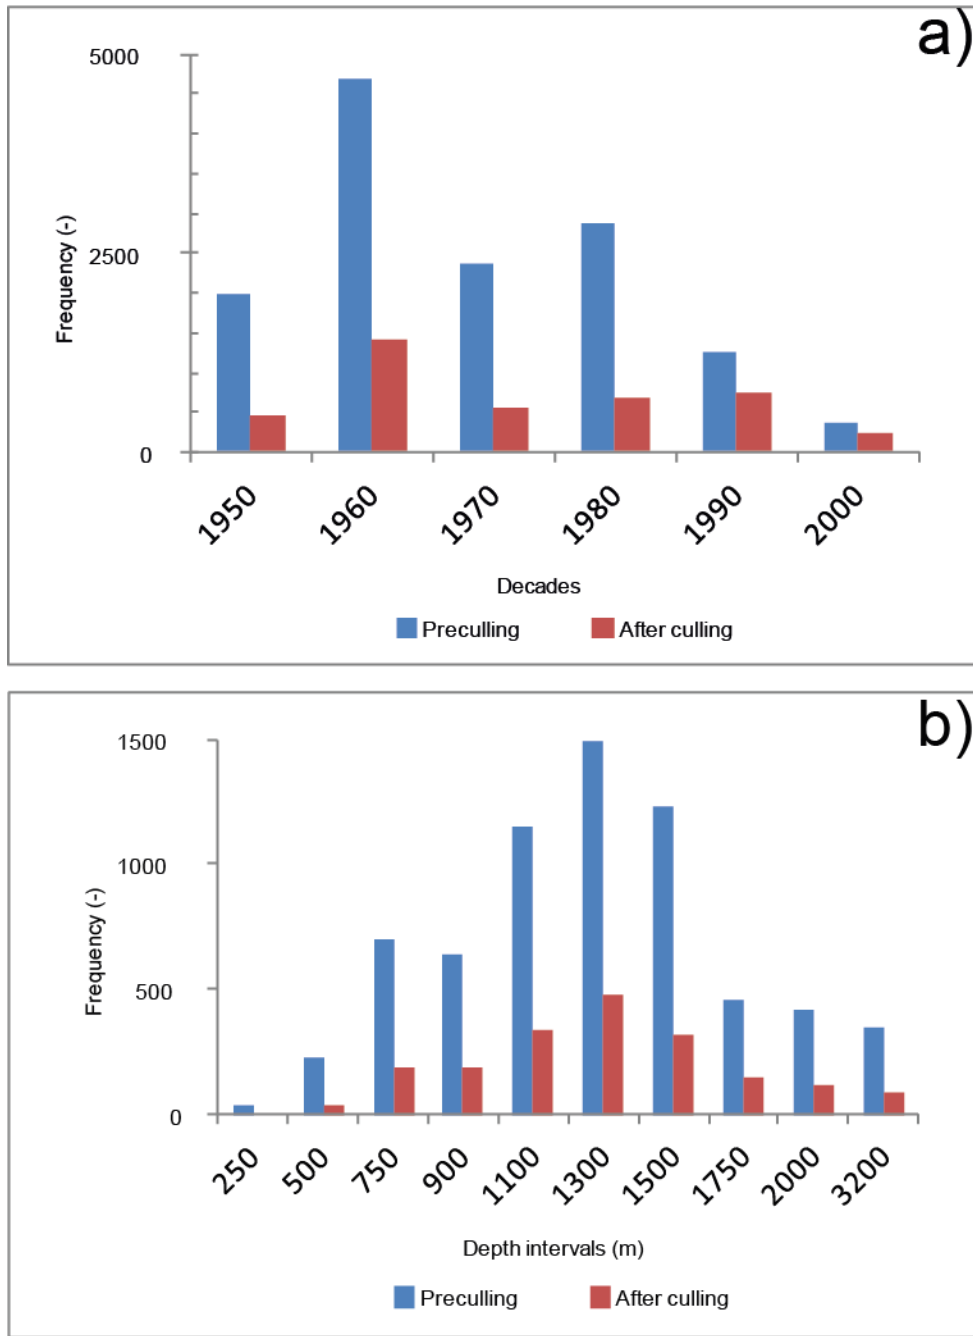 a)
5000
2500
0
Frequency (-)
1950 1960 1970 1980 1990 2000
Decades
Preculling After culling
b)
1500
1000
500
0
Frequency (-)
250 500 750 900 1100 1300 1500 1750 2000 3200
Depth intervals (m)
Preculling After culling